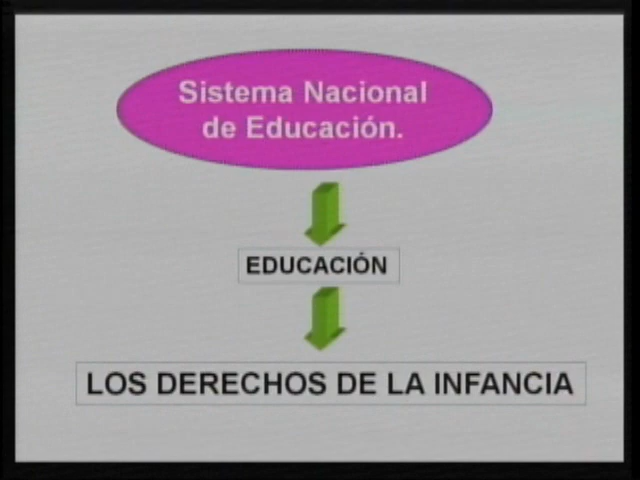 Sistema Nacional
de Educación.
EDUCACIÓN
LOS DERECHOS DE LA INFANCIA